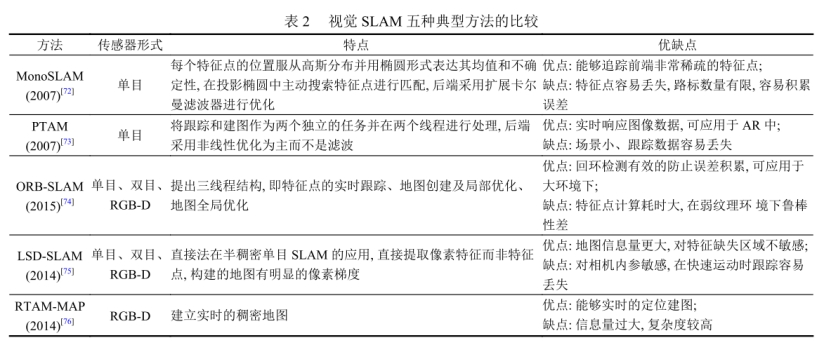 表 2 视觉 SLAM 五种典型方法的比较
方法 传感器形式 特点 优缺点
MonoSLAM (2007)[72]
单目
每个特征点的位置服从高斯分布并用椭圆形式表达其均值和不确
定性, 在投影椭圆中主动搜索特征点进行匹配, 后端采用扩展卡尔
曼滤波器进行优化
优点: 能够追踪前端非常稀疏的特征点;
缺点: 特征点容易丢失, 路标数量有限, 容易积累
误差
PTAM
(2007)[73]
单目
将跟踪和建图作为两个独立的任务并在两个线程进行处理, 后端
采用非线性优化为主而不是滤波
优点: 实时响应图像数据, 可应用于 AR 中;
缺点: 场景小、跟踪数据容易丢失
ORB-SLAM
(2015)[74]
单目、双目、
RGB-D
提出三线程结构, 即特征点的实时跟踪、地图创建及局部优化、
地图全局优化
优点: 回环检测有效的防止误差积累, 可应用于
大环境下;
缺点: 特征点计算耗时大, 在弱纹理环 境下鲁棒
性差
LSD-SLAM
(2014)[75]
单目、双目、
RGB-D
直接法在半稠密单目 SLAM 的应用, 直接提取像素特征而非特征
点, 构建的地图有明显的像素梯度
优点: 地图信息量更大, 对特征缺失区域不敏感;
缺点: 对相机内参敏感, 在快速运动时跟踪容易
丢失
RTAM-MAP
(2014)[76]
RGB-D
建立实时的稠密地图
优点: 能够实时的定位建图;
缺点: 信息量过大, 复杂度较高